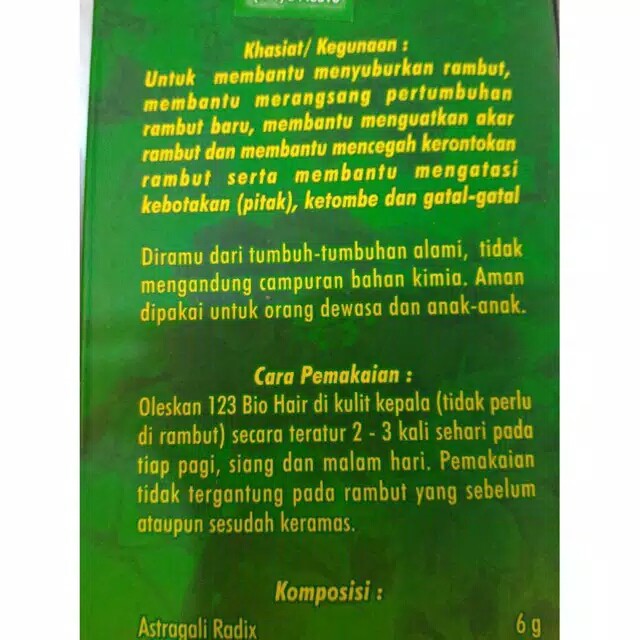 Khasiat/ Kegunaan :
Untuk membantu menyuburkan rambut,
membantu merangsang pertumbuhan
rambut baru, membantu menguatkan akar
rambut dan membantu mencegah kerontokan
rambut serta membantu mengatasi
kebotakan (pitak), ketombe dan gatal-gatal
Diramu dari tumbuh-tumbuhan alami, tidak
mengandung campuran bahan kimia. Aman
dipakai untuk orang dewasa dan anak-anak.
Cara Pemakaian :
Oleskan 123 Bio Hair di kulit kepala (tidak perlu
di rambut) secara teratur 2 - 3 kali sehari pada
tiap pagi, siang dan malam hari. Pemakaian
tidak tergantung pada rambut yang sebelum
ataupun sesudah keramas.
Komposisi :
Astragali Radix 6 g